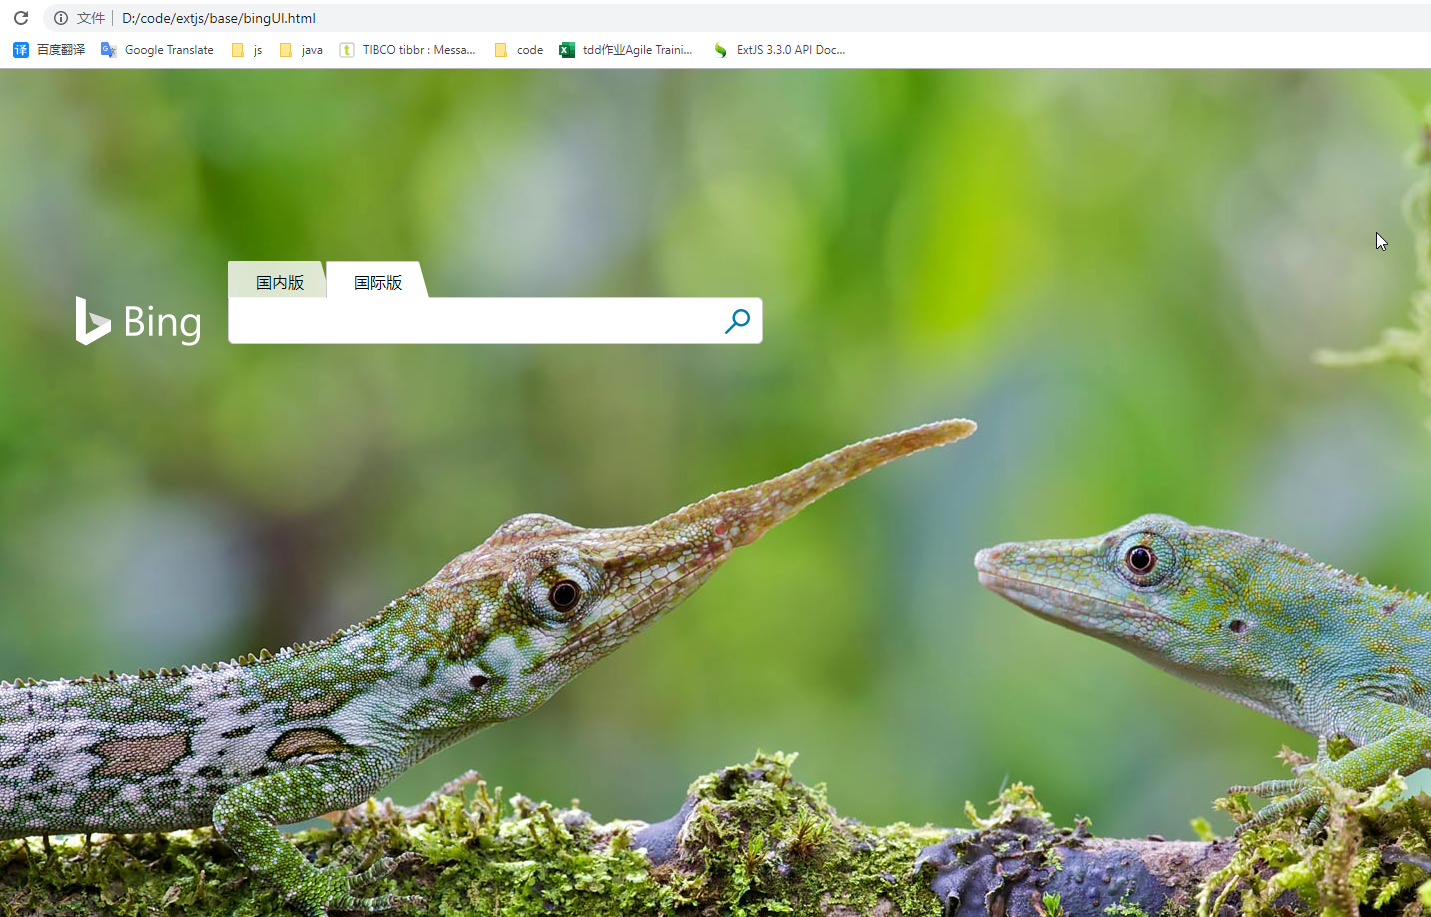 文件 D:/code/extjs/base/bingUI.html
百度翻译 Google Translate js java TIBCO tibbr : Messa... code tdd作业Agile Traini... ExtJS 3.3.0 API Doc...
国内版 国际版
Bing